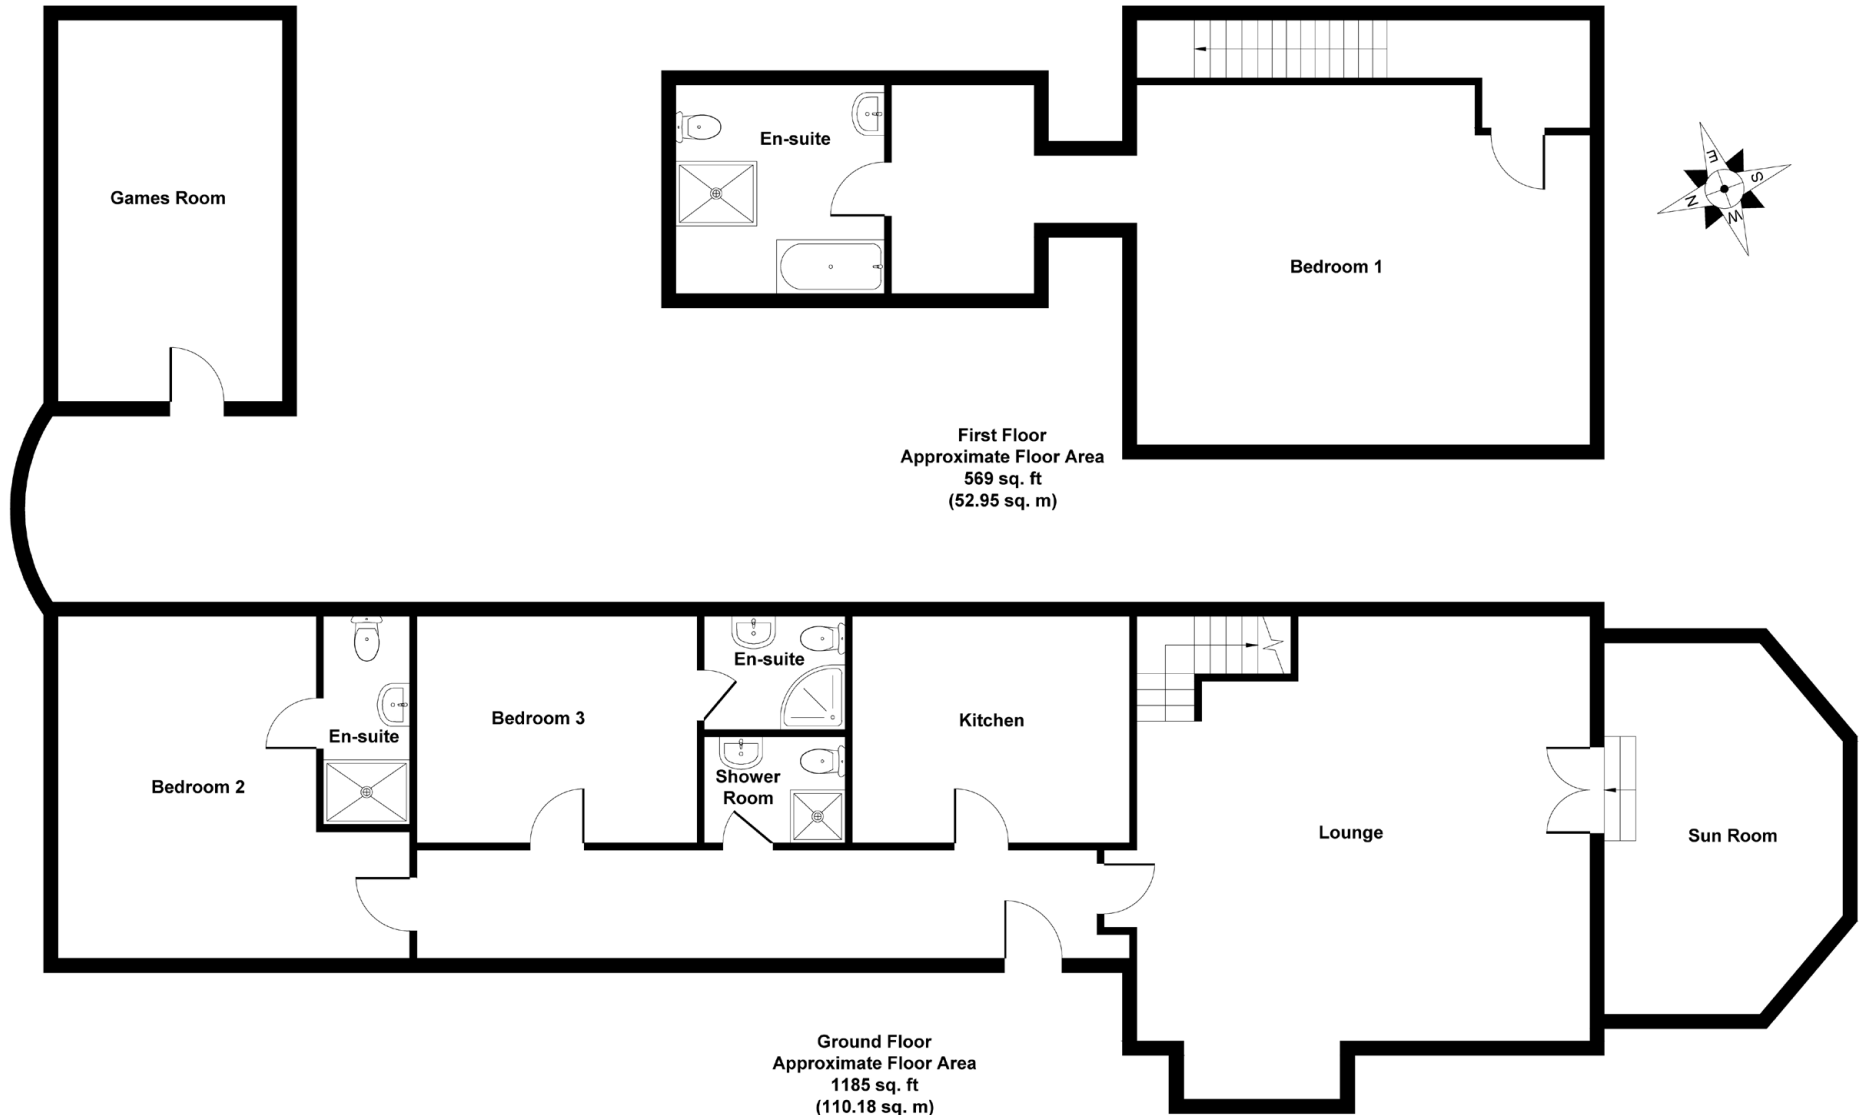 Games Room
En-suite
Bedroom 1
E
S
N
W
First Floor
Approximate Floor Area
569 sq. ft
(52.95 sq. m)
En-suite
Bedroom 3
Kitchen
En-suite
Bedroom 2
Shower
Room
Lounge
Sun Room
Ground Floor
Approximate Floor Area
1185 sq. ft
(110.18 sq. m)